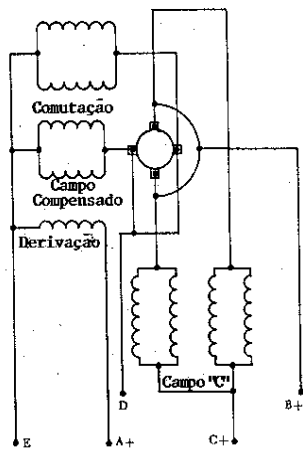 Comutação
Campo
Compensado
Derivação
Campo "C"
D
B+
E
A+
C+